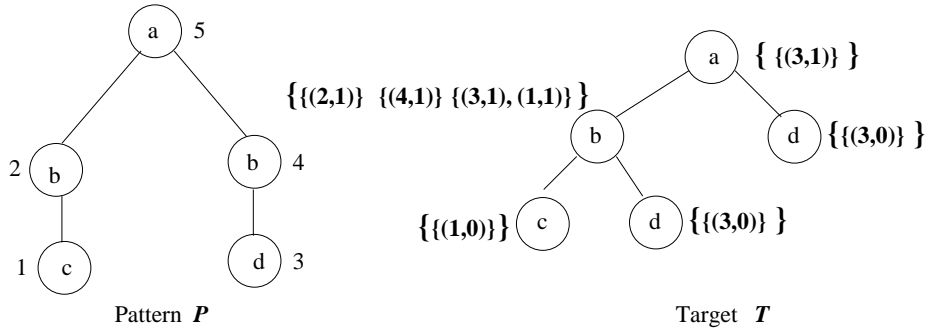 a 5
2 b
b 4
1 c
d 3
Pattern P
{ {(2,1)} {(4,1)} {(3,1), (1,1)} }
a { {(3,1)} }
b
d { {(3,0)} }
{ {(1,0)} } c
d { {(3,0)} }
Target T